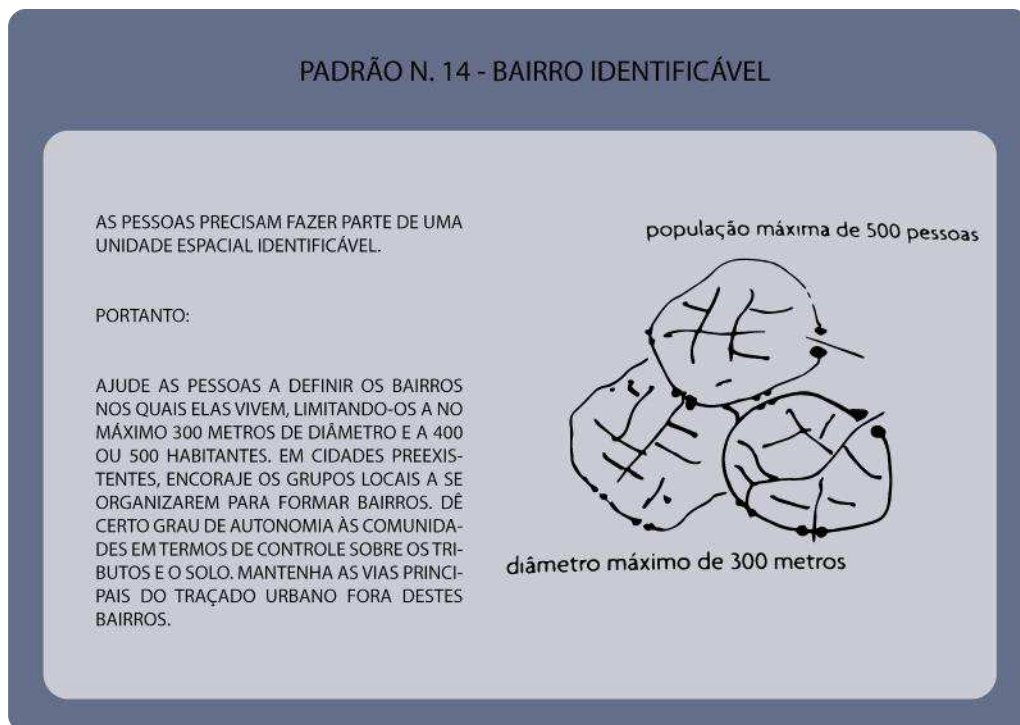 PADRÃO N. 14 - BAIRRO IDENTIFICÁVEL
AS PESSOAS PRECISAM FAZER PARTE DE UMA
UNIDADE ESPACIAL IDENTIFICÁVEL.
PORTANTO:
AJUDE AS PESSOAS A DEFINIR OS BAIRROS
NOS QUAIS ELAS VIVEM, LIMITANDO-OS A NO
MÁXIMO 300 METROS DE DIÂMETRO E A 400
OU 500 HABITANTES. EM CIDADES PREEXIS-
TENTES, ENCORAJE OS GRUPOS LOCAIS A SE
ORGANIZAREM PARA FORMAR BAIRROS. DÊ
CERTO GRAU DE AUTONOMIA ÀS COMUNIDA-
DES EM TERMOS DE CONTROLE SOBRE OS TRI-
BUTOS E O SOLO. MANTENHA AS VIAS PRINCI-
PAIS DO TRAÇADO URBANO FORA DESTES
BAIRROS.
população máxima de 500 pessoas
diâmetro máximo de 300 metros